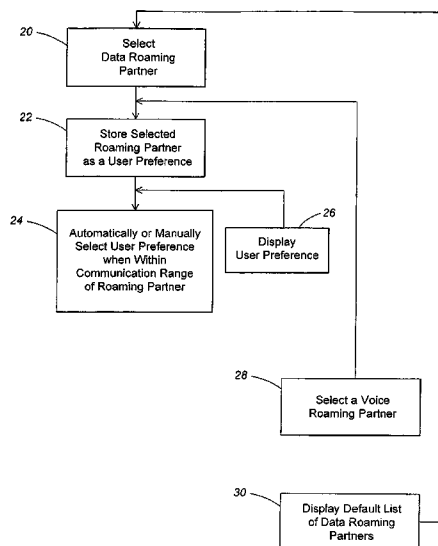 20
Select
Data Roaming
Partner
22
Store Selected
Roaming Partner
as a User Preference
24
Automatically or Manually
Select User Preference
when Within
Communication Range
of Roaming Partner
26
Display
User Preference
28
Select a Voice
Roaming Partner
30
Display Default List
of Data Roaming
Partners